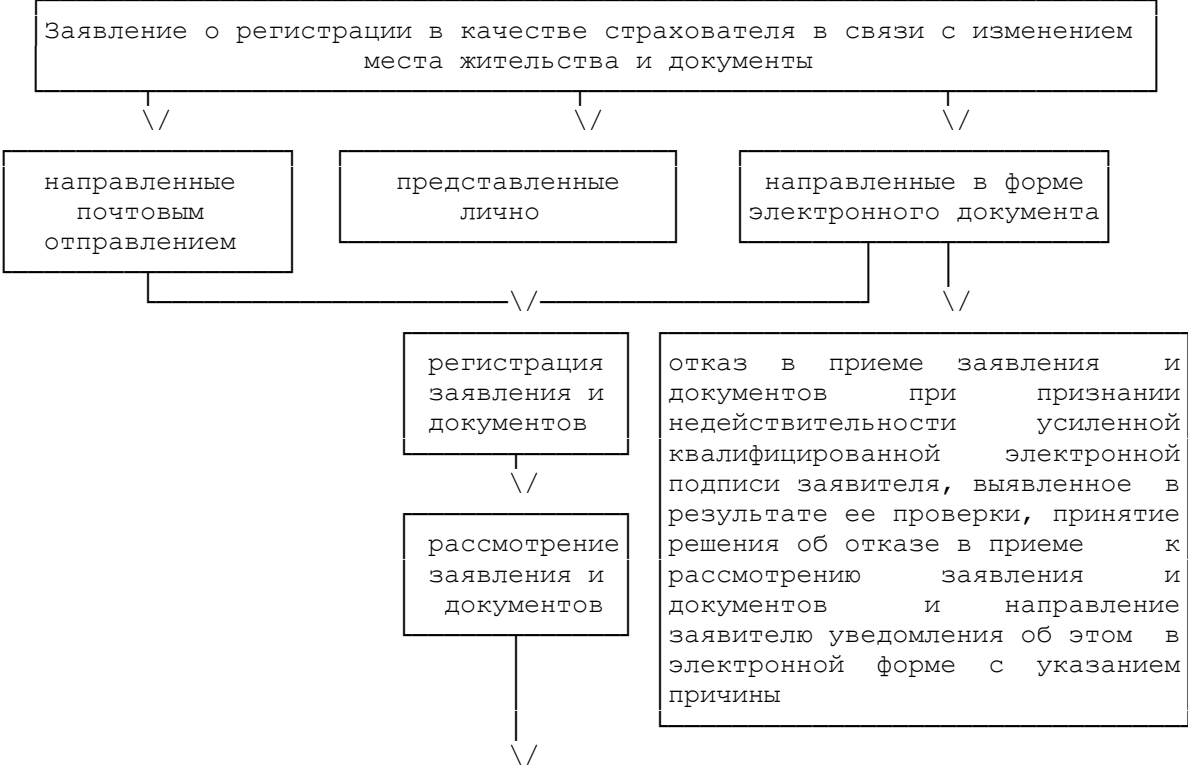 Заявление о регистрации в качестве страхователя в связи с изменением
места жительства и документы
направленные
почтовым
отправлением
представленные
лично
направленные в форме
электронного документа
регистрация
заявления и
документов
отказ в приеме заявления и
документов при признании
недействительности усиленной
квалифицированной электронной
подписи заявителя, выявленное в
результате ее проверки, принятие
решения об отказе в приеме к
рассмотрению заявления и
документов и направление
заявителю уведомления об этом в
электронной форме с указанием
причины
рассмотрение
заявления и
документов